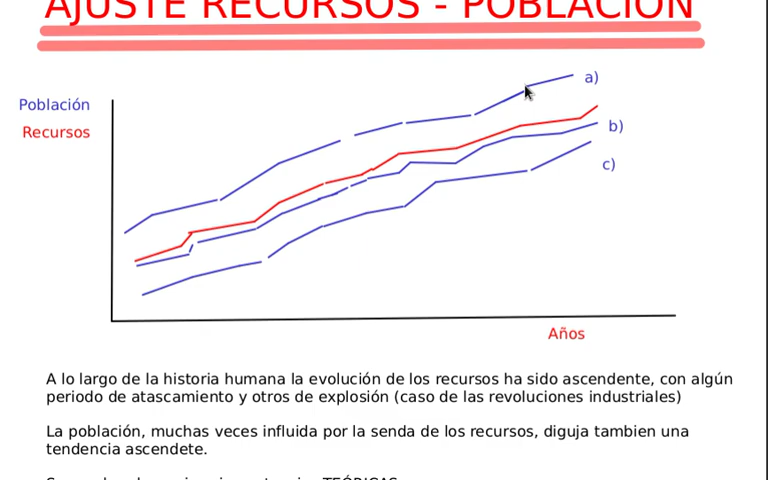 AJUSTE RECURSOS - POBLACIÓN
a)
Población
Recursos
b)
c)
Años
A lo largo de la historia humana la evolución de los recursos ha sido ascendente, con algún
periodo de atascamiento y otros de explosión (caso de las revoluciones industriales)
La población, muchas veces influida por la senda de los recursos, diguja tambien una
tendencia ascendete.